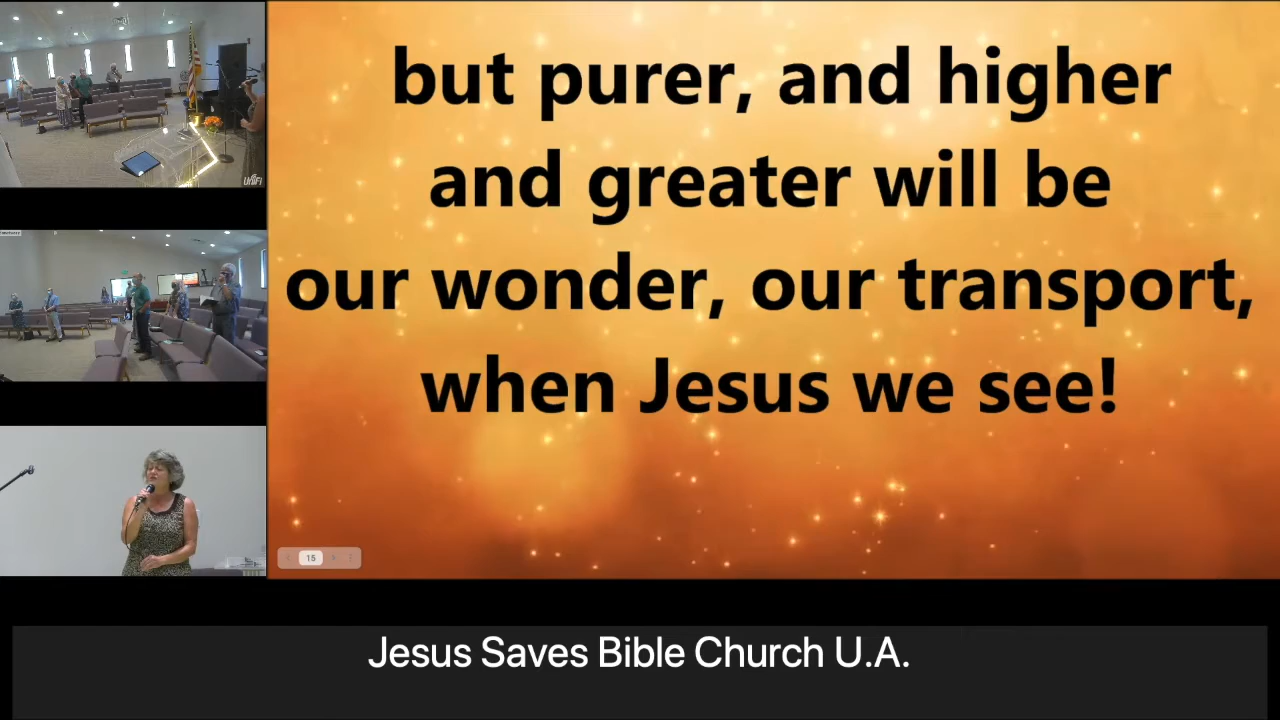 but purer, and higher
and greater will be
our wonder, our transport,
when Jesus we see!
15
UniFi
Jesus Saves Bible Church U.A.